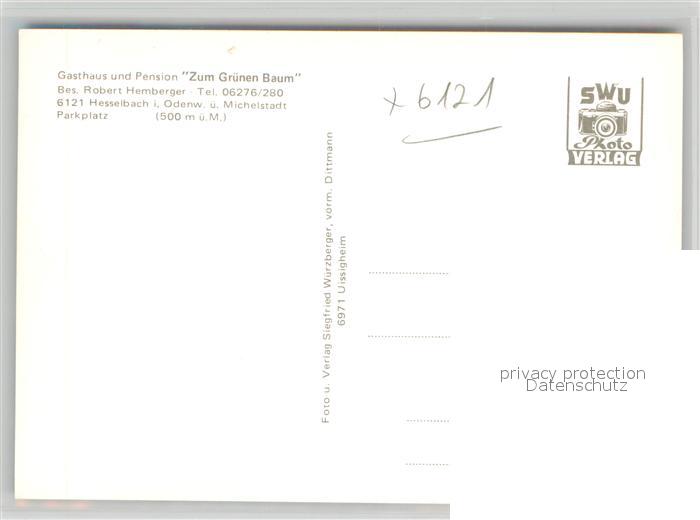 Gasthaus und Pension "Zum Grünen Baum"
Bes. Robert Hemberger · Tel. 06276/280
6121 Hesselbach i, Odenw. ü. Michelstadt
Parkplatz (500 m ü.M.)
x 6121
SWU
Photo
VERLAG
Foto u. Verlag Siegfried Würzberger, vorm. Dittmann
6971 Uissigheim
privacy protection
Datenschutz